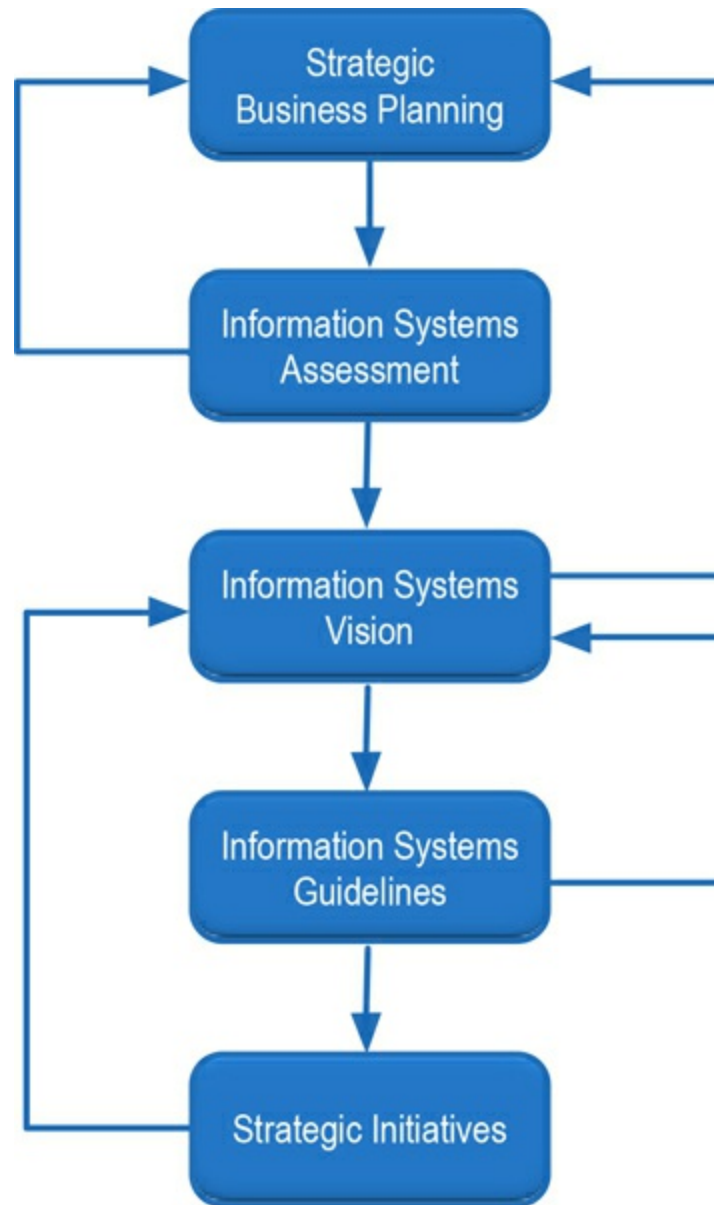 Strategic
Business Planning
Information Systems
Assessment
Information Systems
Vision
Information Systems
Guidelines
Strategic Initiatives